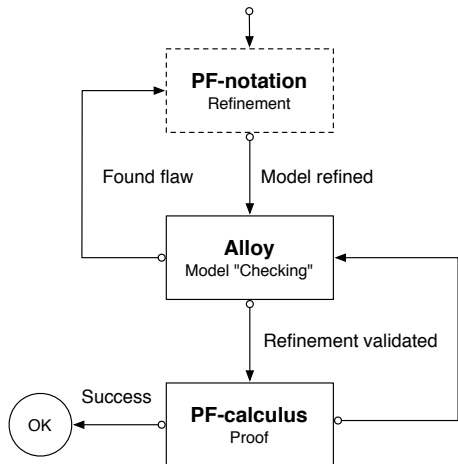 PF-notation
Refinement
Found flaw
Model refined
Alloy
Model "Checking"
Refinement validated
Success
OK
PF-calculus
Proof